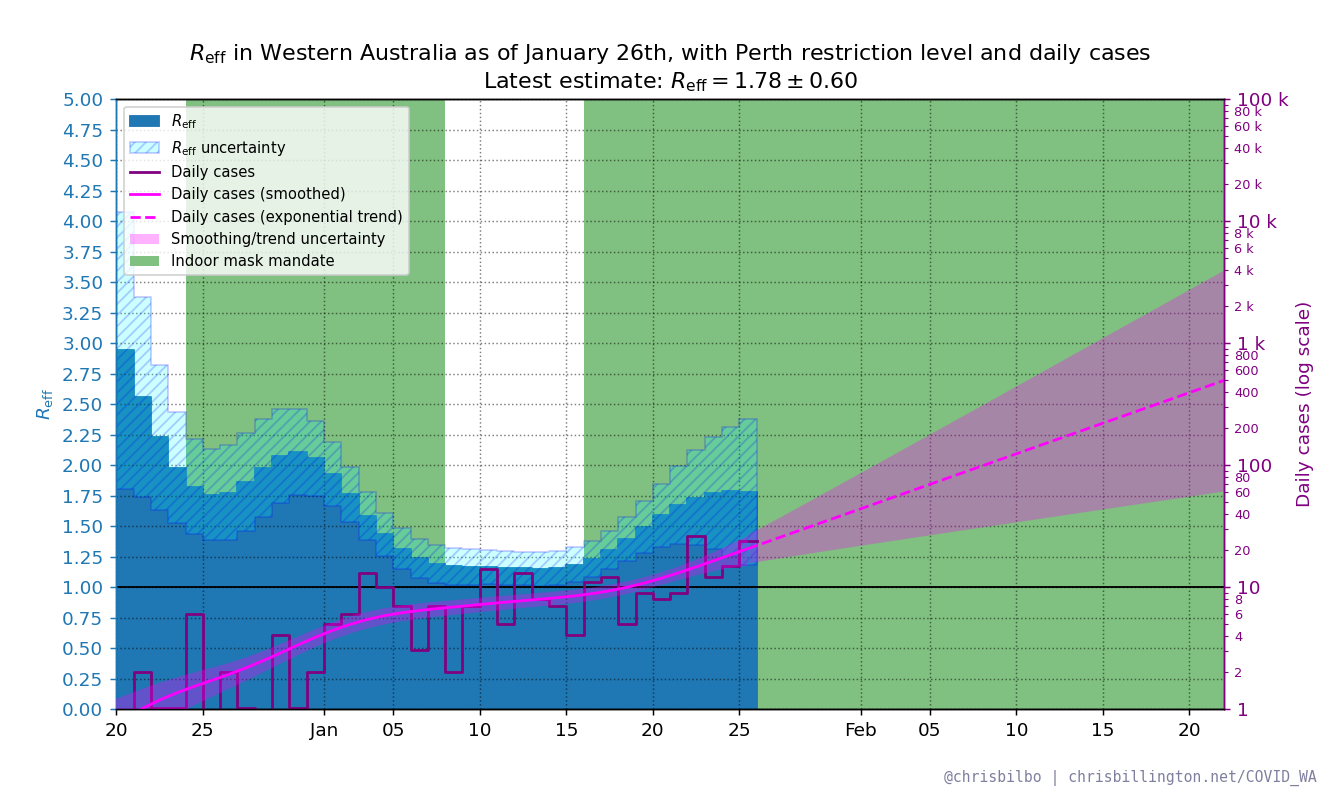 R_eff in Western Australia as of January 26th, with Perth restriction level and daily cases
Latest estimate: R_eff = 1.78 ± 0.60
R_eff
R_eff uncertainty
Daily cases
Daily cases (smoothed)
Daily cases (exponential trend)
Smoothing/trend uncertainty
Indoor mask mandate
R_eff
5.00
4.75
4.50
4.25
4.00
3.75
3.50
3.25
3.00
2.75
2.50
2.25
2.00
1.75
1.50
1.25
1.00
0.75
0.50
0.25
0.00
20 25 Jan 05 10 15 20 25 Feb 05 10 15 20
100 k
80 k
60 k
40 k
20 k
10 k
8 k
6 k
4 k
2 k
1 k
800
600
400
200
100
80
60
40
20
10
8
6
4
2
1
Daily cases (log scale)
@chrisbilbo | chrisbillington.net/COVID_WA